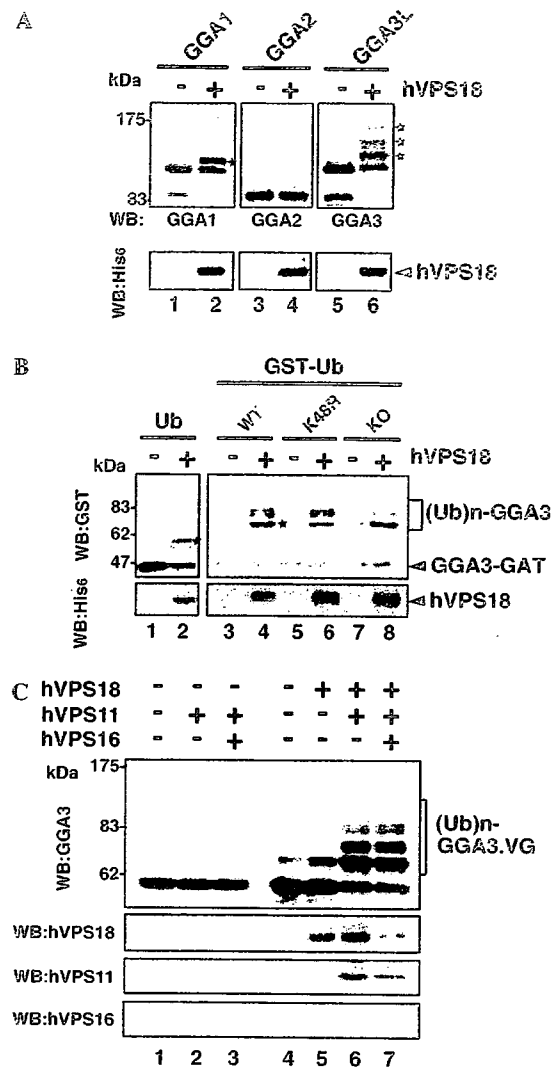 A
GGA1 GGA2 GGA3L
kDa - + - + - + hVPS18
175
83
WB: GGA1 GGA2 GGA3
WB:His6
hVPS18
1 2 3 4 5 6
B
GST-Ub
Ub WT K48R KO
kDa - + - + - + - + hVPS18
WB:GST
83
62
47
(Ub)n-GGA3
GGA3-GAT
WB:His6
hVPS18
1 2 3 4 5 6 7 8
C
hVPS18 - - - - + + +
hVPS11 - + + - - + +
hVPS16 - - + - - - +
kDa
175
83
62
WB:GGA3
(Ub)n-
GGA3.VG
WB:hVPS18
WB:hVPS11
WB:hVPS16
1 2 3 4 5 6 7